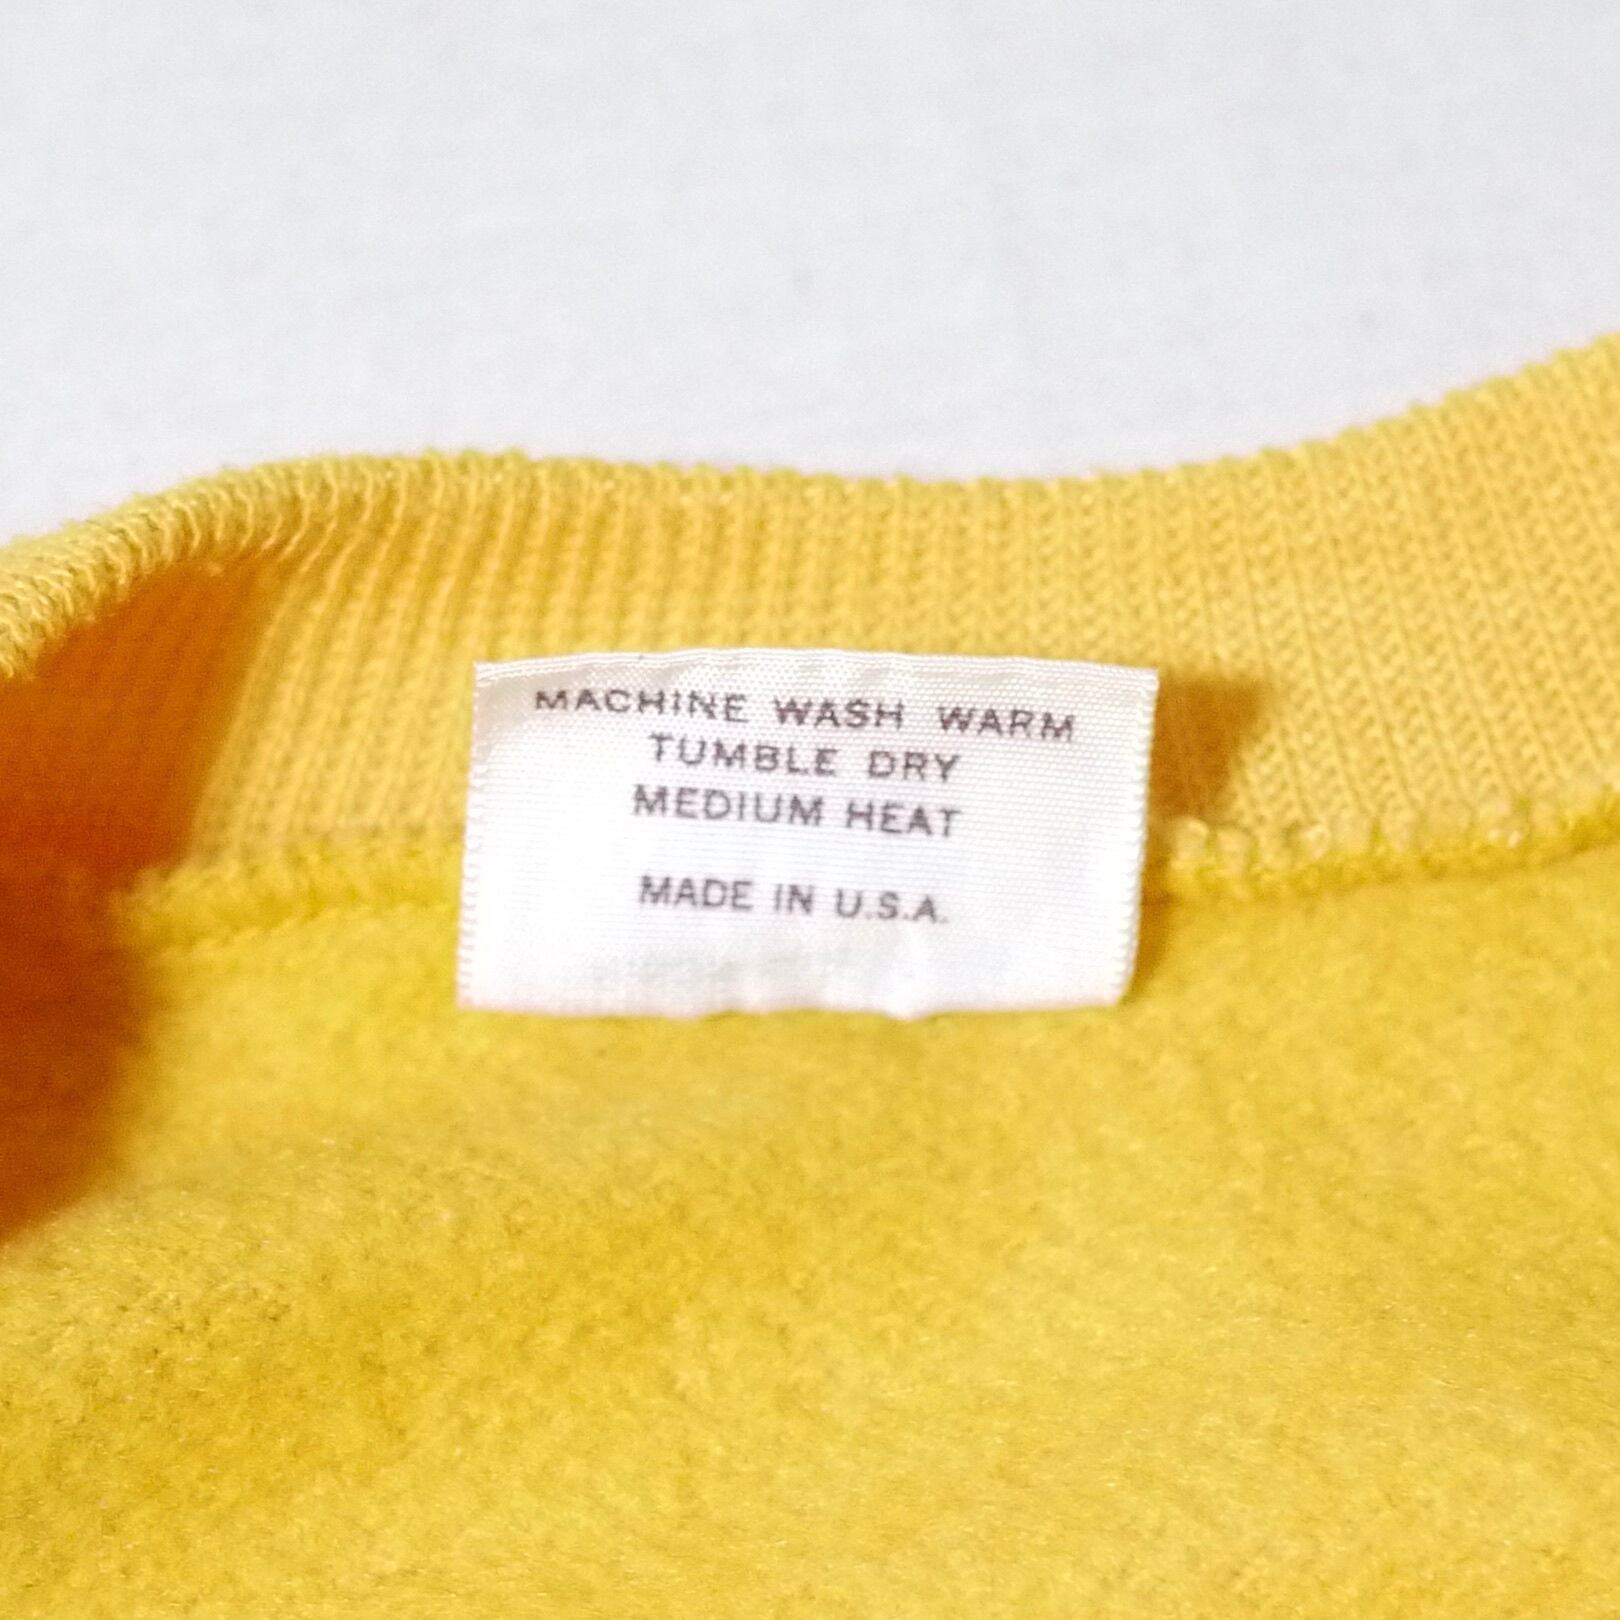 MACHINE WASH WARM
TUMBLE DRY
MEDIUM HEAT
MADE IN U.S.A.